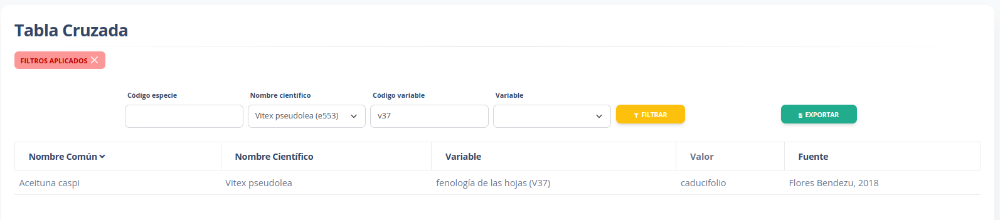 Tabla Cruzada
FILTROS APLICADOS
Código especie Nombre científico Código variable Variable
Vitex pseudolea (e553) v37 FILTRAR EXPORTAR
Nombre Común Nombre Científico Variable Valor Fuente
Aceituna caspi Vitex pseudolea fenología de las hojas (V37) caducifolio Flores Bendezu, 2018